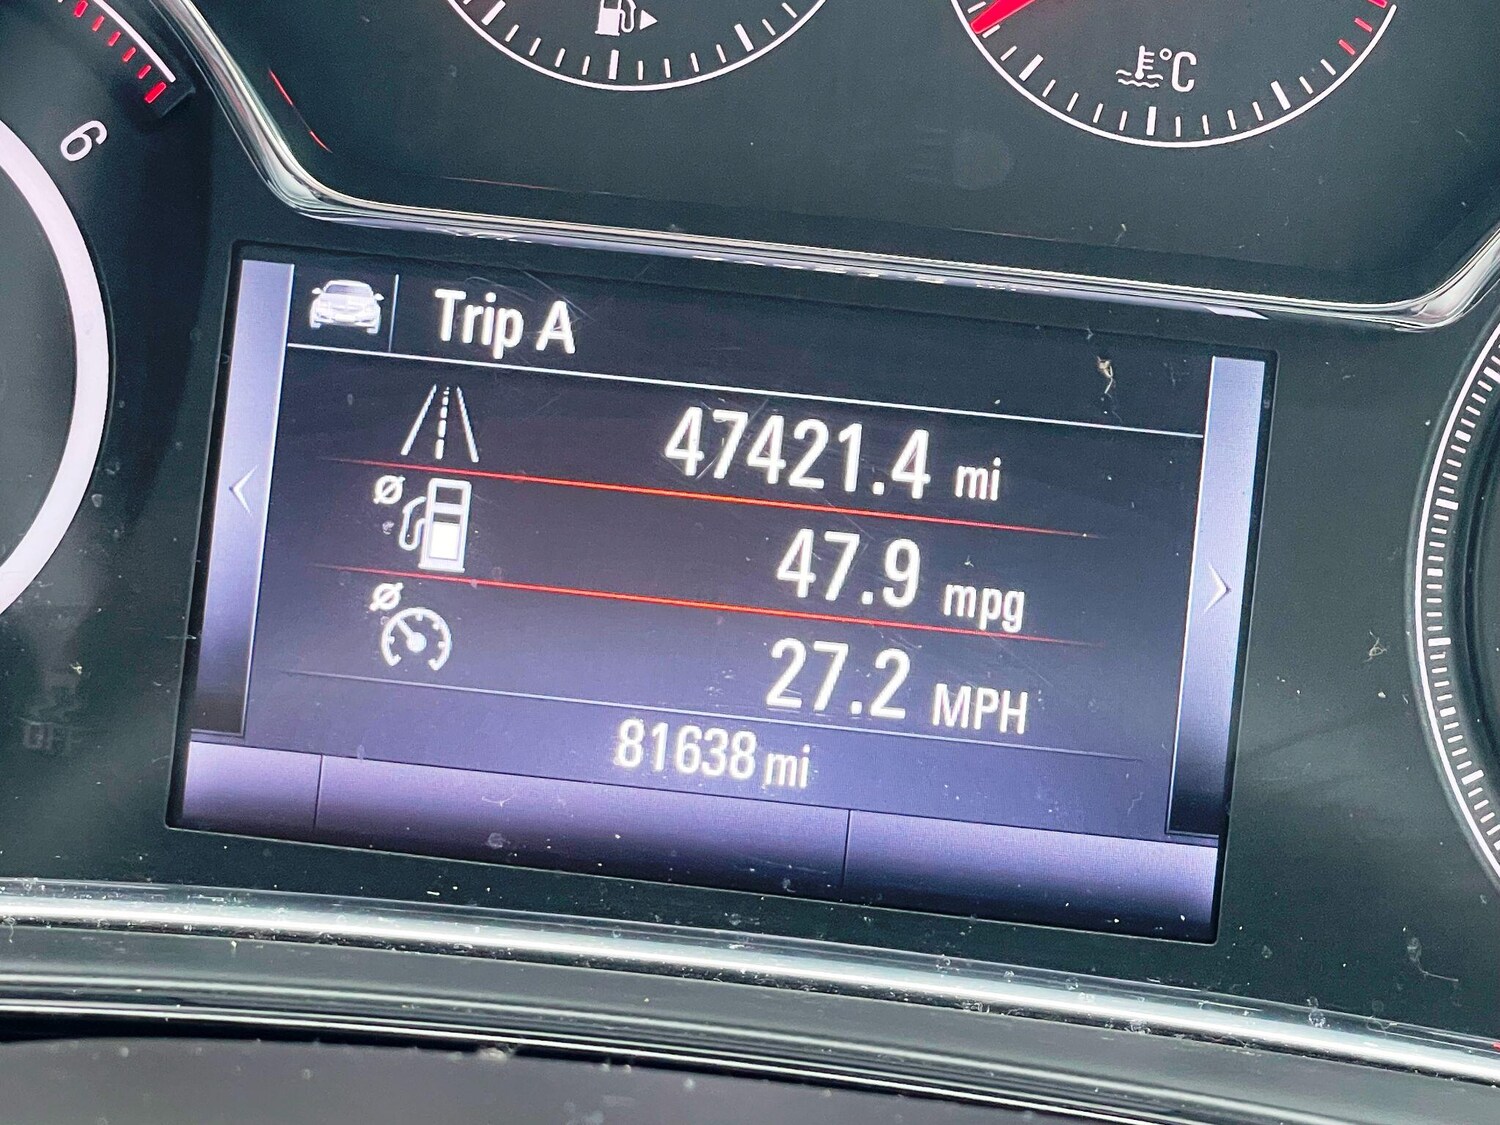 °C
6
Trip A
47421.4 mi
47.9 mpg
27.2 MPH
81638 mi